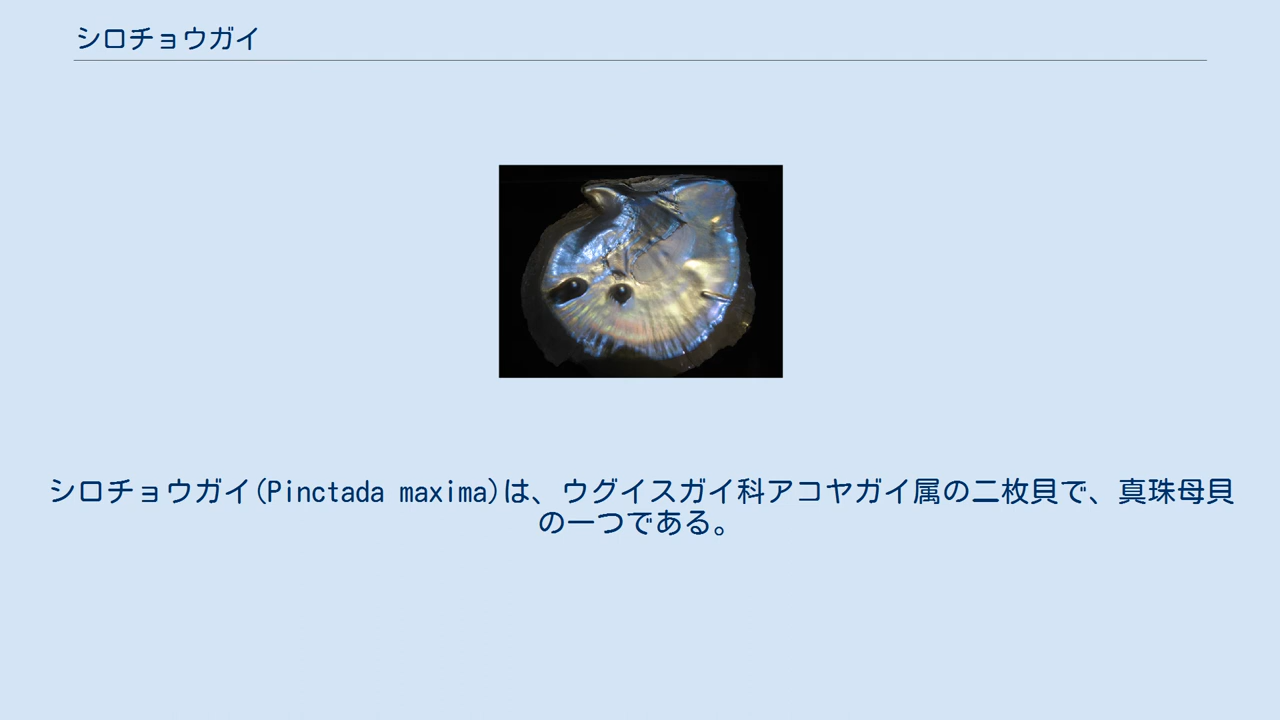 シロチョウガイ
シロチョウガイ(Pinctada maxima)は、ウグイスガイ科アコヤガイ属の二枚貝で、真珠母貝
の一つである。